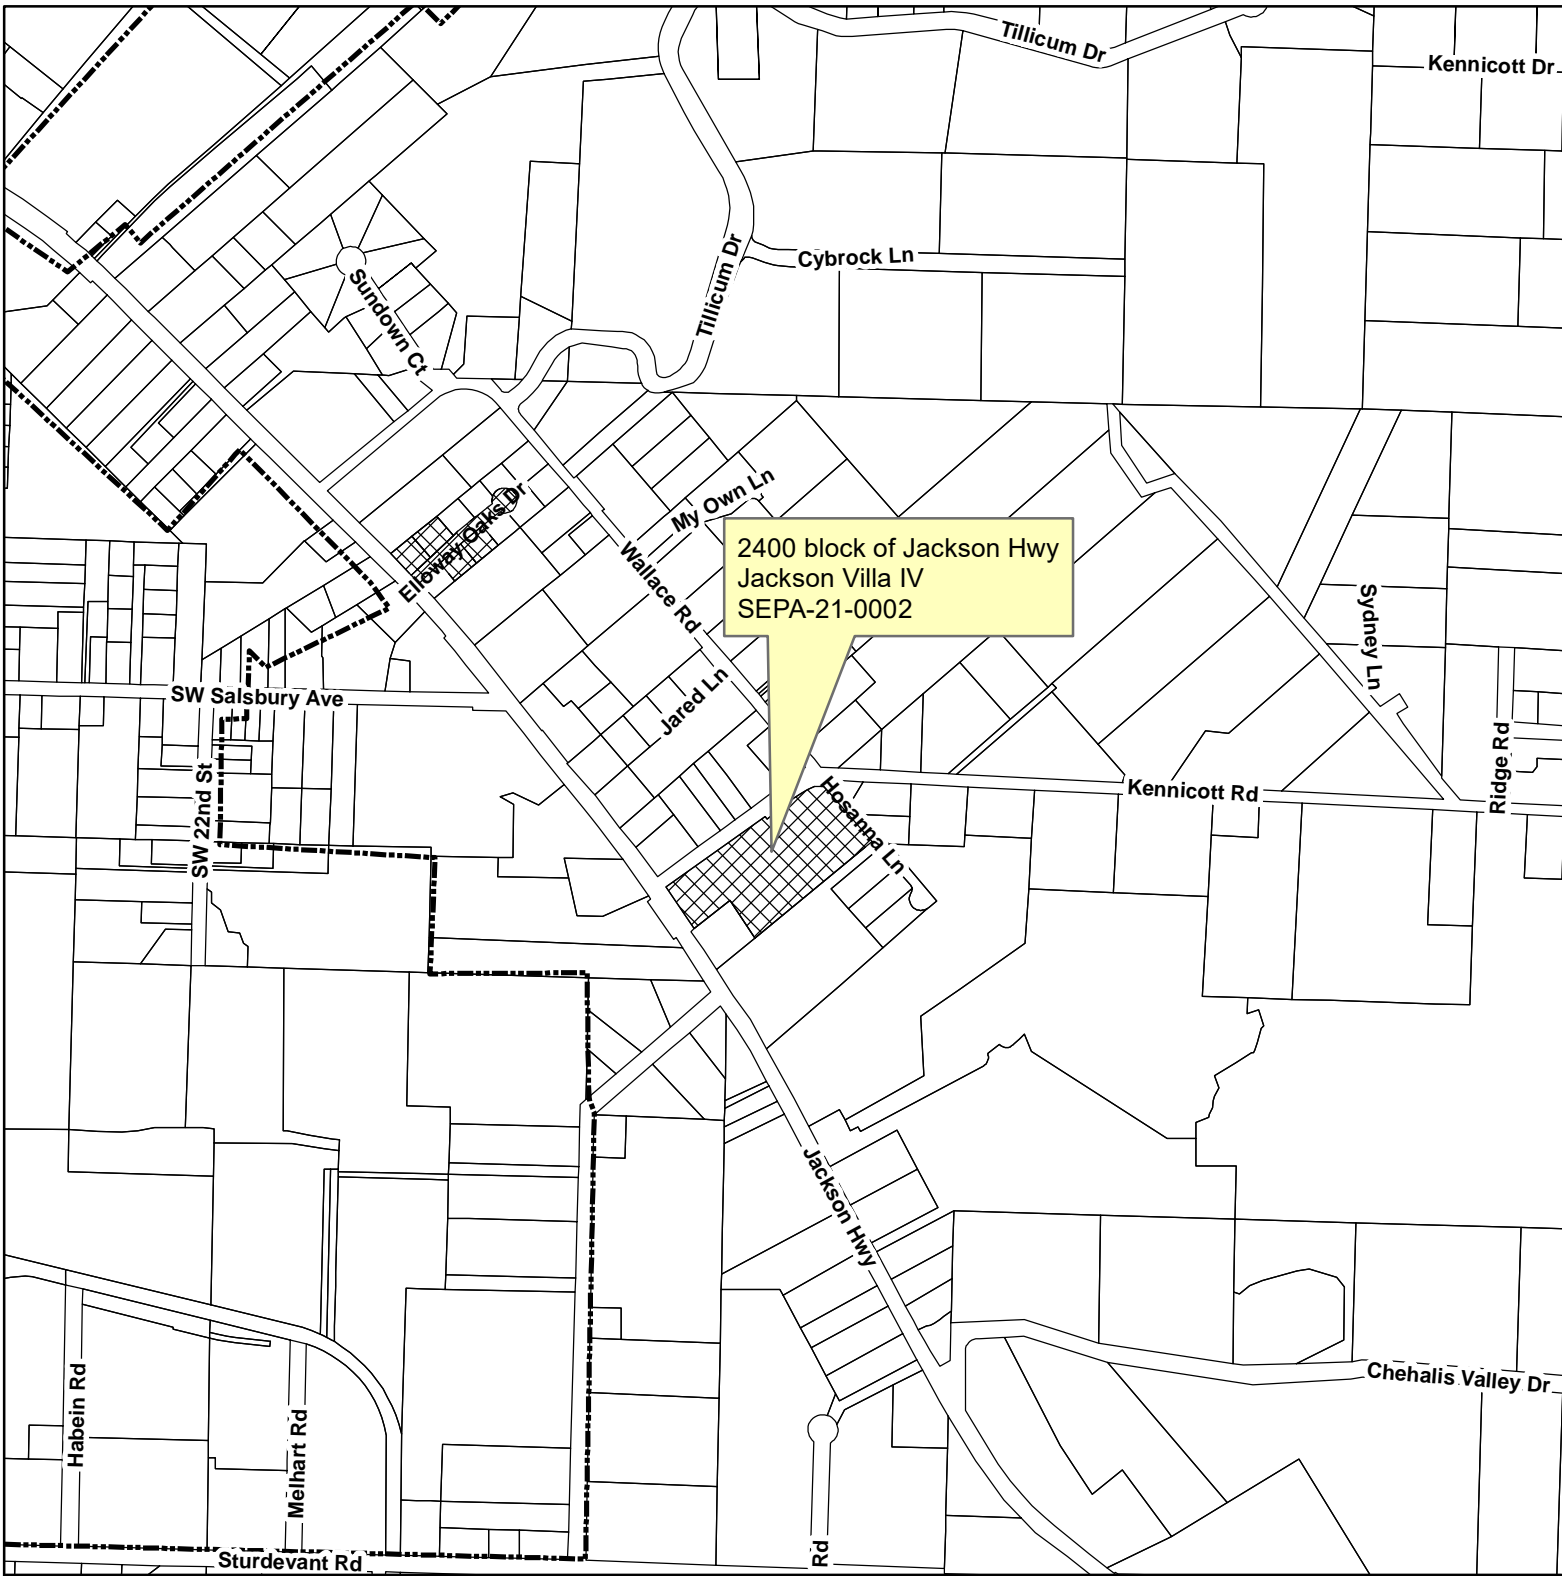 Tillicum Dr
Kennicott Dr
Cybrock Ln
Tillicum Dr
Sundown Ct
My Own Ln
Elloway Oaks Dr
Wallace Rd
2400 block of Jackson Hwy
Jackson Villa IV
SEPA-21-0002
Sydney Ln
SW Salsbury Ave
Jared Ln
Ridge Rd
SW 22nd St
Kennicott Rd
Hosanna Ln
Jackson Hwy
Chehalis Valley Dr
Habein Rd
Melhart Rd
Rd
Sturdevant Rd